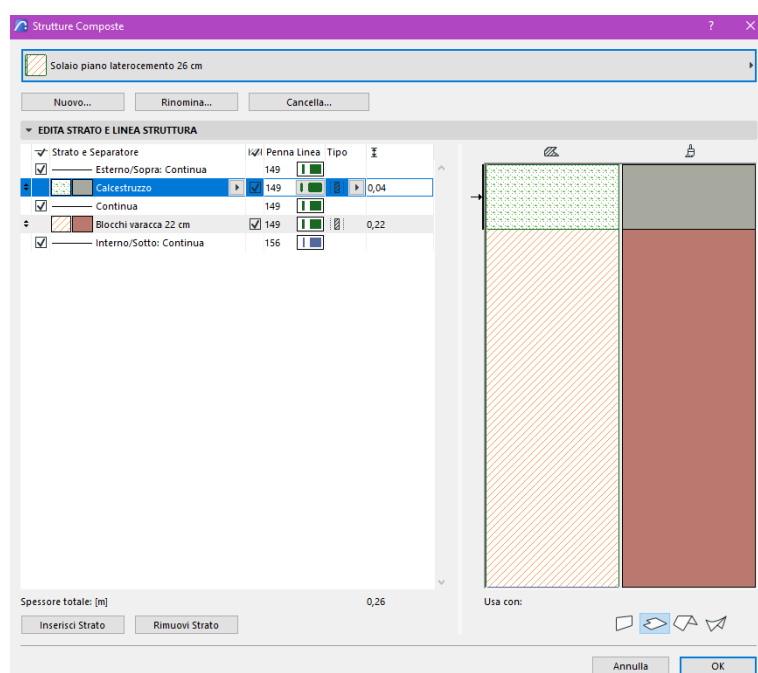 Strutture Composte ? ×
Solaio piano laterocemento 26 cm
Nuovo... Rinomina... Cancella...
EDITA STRATO E LINEA STRUTTURA
Strato e Separatore Penna Linea Tipo
Esterno/Sopra: Continua 149
Calcestruzzo 149 0,04
Continua 149
Blocchi varacca 22 cm 149 0,22
Interno/Sotto: Continua 156
Spessore totale: [m] 0,26
Usa con:
Inserisci Strato Rimuovi Strato
Annulla OK